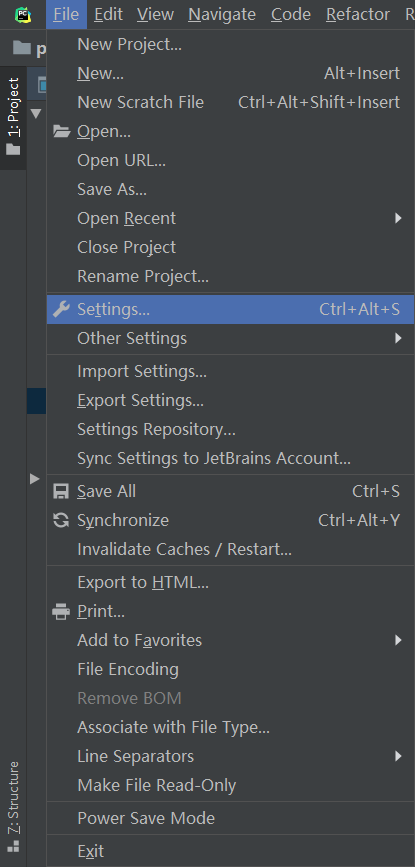 PC
File Edit View Navigate Code Refactor R
p
1: Project
New Project...
New... Alt+Insert
New Scratch File Ctrl+Alt+Shift+Insert
Open...
Open URL...
Save As...
Open Recent
Close Project
Rename Project...
Settings... Ctrl+Alt+S
Other Settings
Import Settings...
Export Settings...
Settings Repository...
Sync Settings to JetBrains Account...
Save All Ctrl+S
Synchronize Ctrl+Alt+Y
Invalidate Caches / Restart...
Export to HTML...
Print...
Add to Favorites
File Encoding
Remove BOM
Associate with File Type...
Line Separators
Make File Read-Only
Power Save Mode
Exit
7: Structure